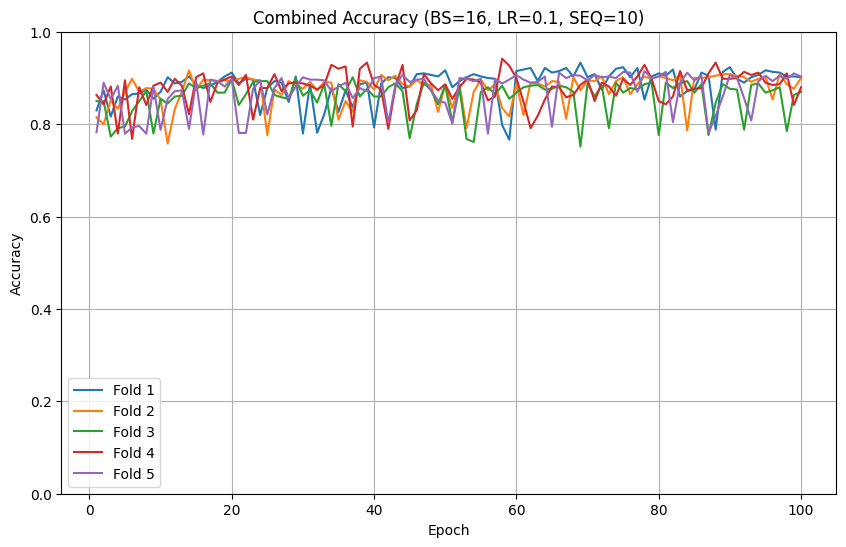 Combined Accuracy (BS=16, LR=0.1, SEQ=10)
1.0
0.8
0.6
0.4
0.2
0.0
Accuracy
Fold 1
Fold 2
Fold 3
Fold 4
Fold 5
0 20 40 60 80 100
Epoch